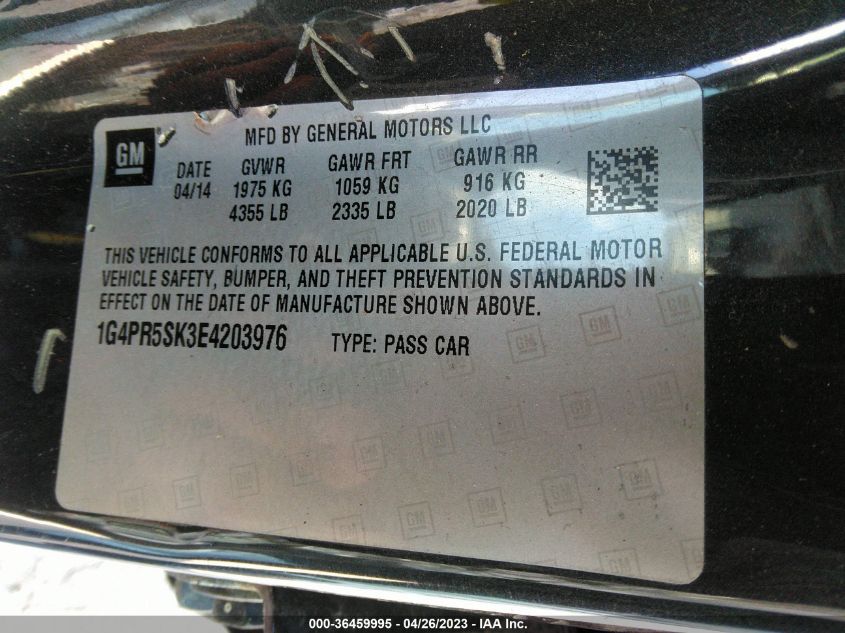 GM
MFD BY GENERAL MOTORS LLC
DATE GVWR GAWR FRT GAWR RR
04/14 1975 KG 1059 KG 916 KG
4355 LB 2335 LB 2020 LB
THIS VEHICLE CONFORMS TO ALL APPLICABLE U.S. FEDERAL MOTOR
VEHICLE SAFETY, BUMPER, AND THEFT PREVENTION STANDARDS IN
EFFECT ON THE DATE OF MANUFACTURE SHOWN ABOVE.
1G4PR5SK3E4203976 TYPE: PASS CAR
000-36459995 - 04/26/2023 - IAA Inc.